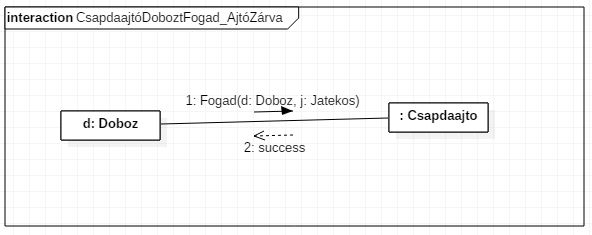 interaction CsapdaajtóDoboztFogad_AjtóZárva
1: Fogad(d: Doboz, j: Jatekos)
d: Doboz
: Csapdaajto
2: success